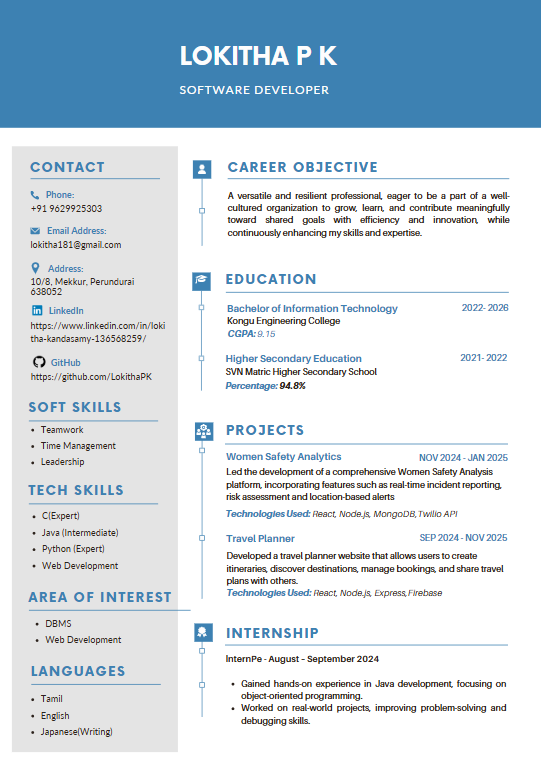 LOKITHA P K
SOFTWARE DEVELOPER
CONTACT
Phone:
+91 9629925303
Email Address:
lokitha181@gmail.com
Address:
10/8, Mekkur, Perundurai
638052
LinkedIn
https://www.linkedin.com/in/loki
tha-kandasamy-136568259/
GitHub
https://github.com/LokithaPK
SOFT SKILLS
• Teamwork
• Time Management
• Leadership
TECH SKILLS
• C(Expert)
• Java (Intermediate)
• Python (Expert)
• Web Development
AREA OF INTEREST
• DBMS
• Web Development
LANGUAGES
• Tamil
• English
• Japanese(Writing)
CAREER OBJECTIVE
A versatile and resilient professional, eager to be a part of a well-
cultured organization to grow, learn, and contribute meaningfully
toward shared goals with efficiency and innovation, while
continuously enhancing my skills and expertise.
EDUCATION
Bachelor of Information Technology 2022- 2026
Kongu Engineering College
CGPA: 9.15
Higher Secondary Education 2021- 2022
SVN Matric Higher Secondary School
Percentage: 94.8%
PROJECTS
Women Safety Analytics NOV 2024 - JAN 2025
Led the development of a comprehensive Women Safety Analysis
platform, incorporating features such as real-time incident reporting,
risk assessment and location-based alerts
Technologies Used: React, Node.js, MongoDB, Twilio API
Travel Planner SEP 2024 - NOV 2025
Developed a travel planner website that allows users to create
itineraries, discover destinations, manage bookings, and share travel
plans with others.
Technologies Used: React, Node.js, Express,Firebase
INTERNSHIP
InternPe - August - September 2024
• Gained hands-on experience in Java development, focusing on
object-oriented programming.
• Worked on real-world projects, improving problem-solving and
debugging skills.